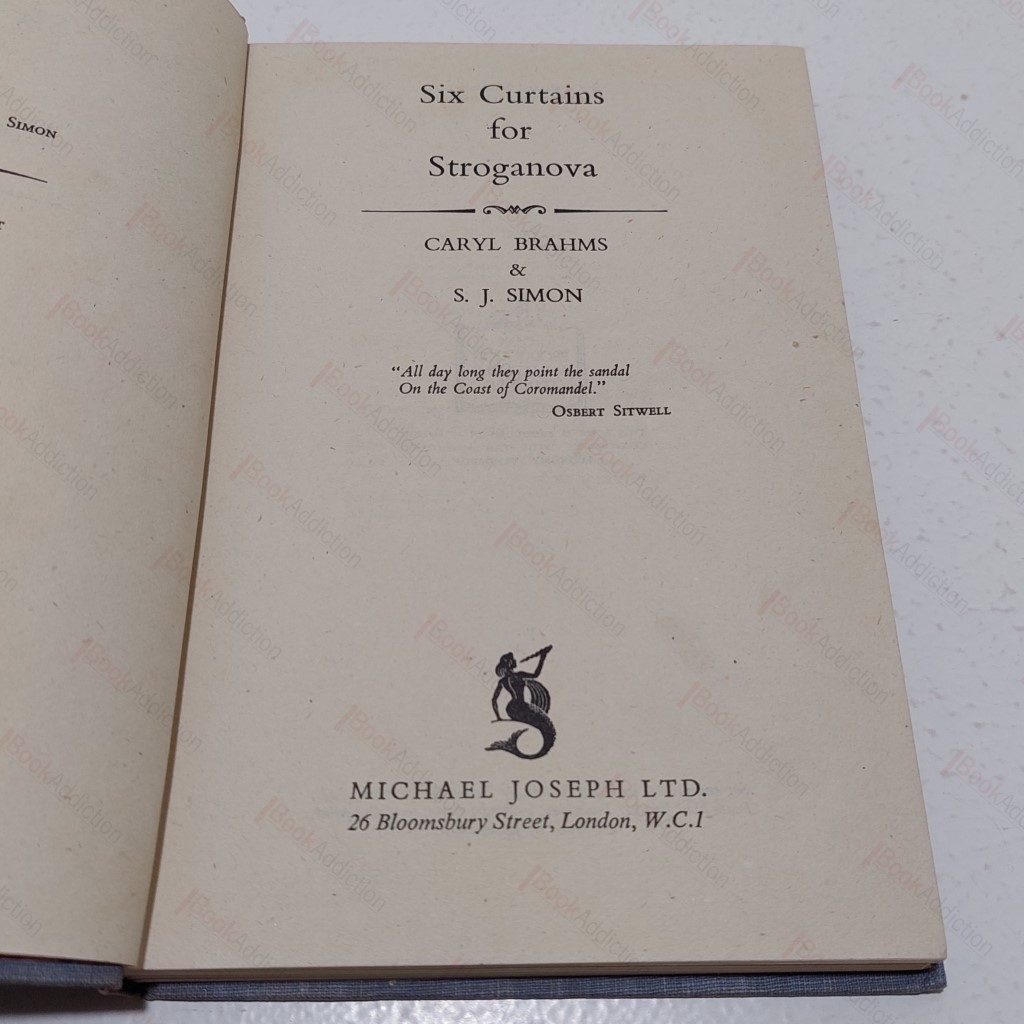 SIMON
Six Curtains
for
Stroganova
CARYL BRAHMS
&
S. J. SIMON
"All day long they point the sandal
On the Coast of Coromandel."
OSBERT SITWELL
MICHAEL JOSEPH LTD.
26 Bloomsbury Street, London, W.C.1
BookAddiction